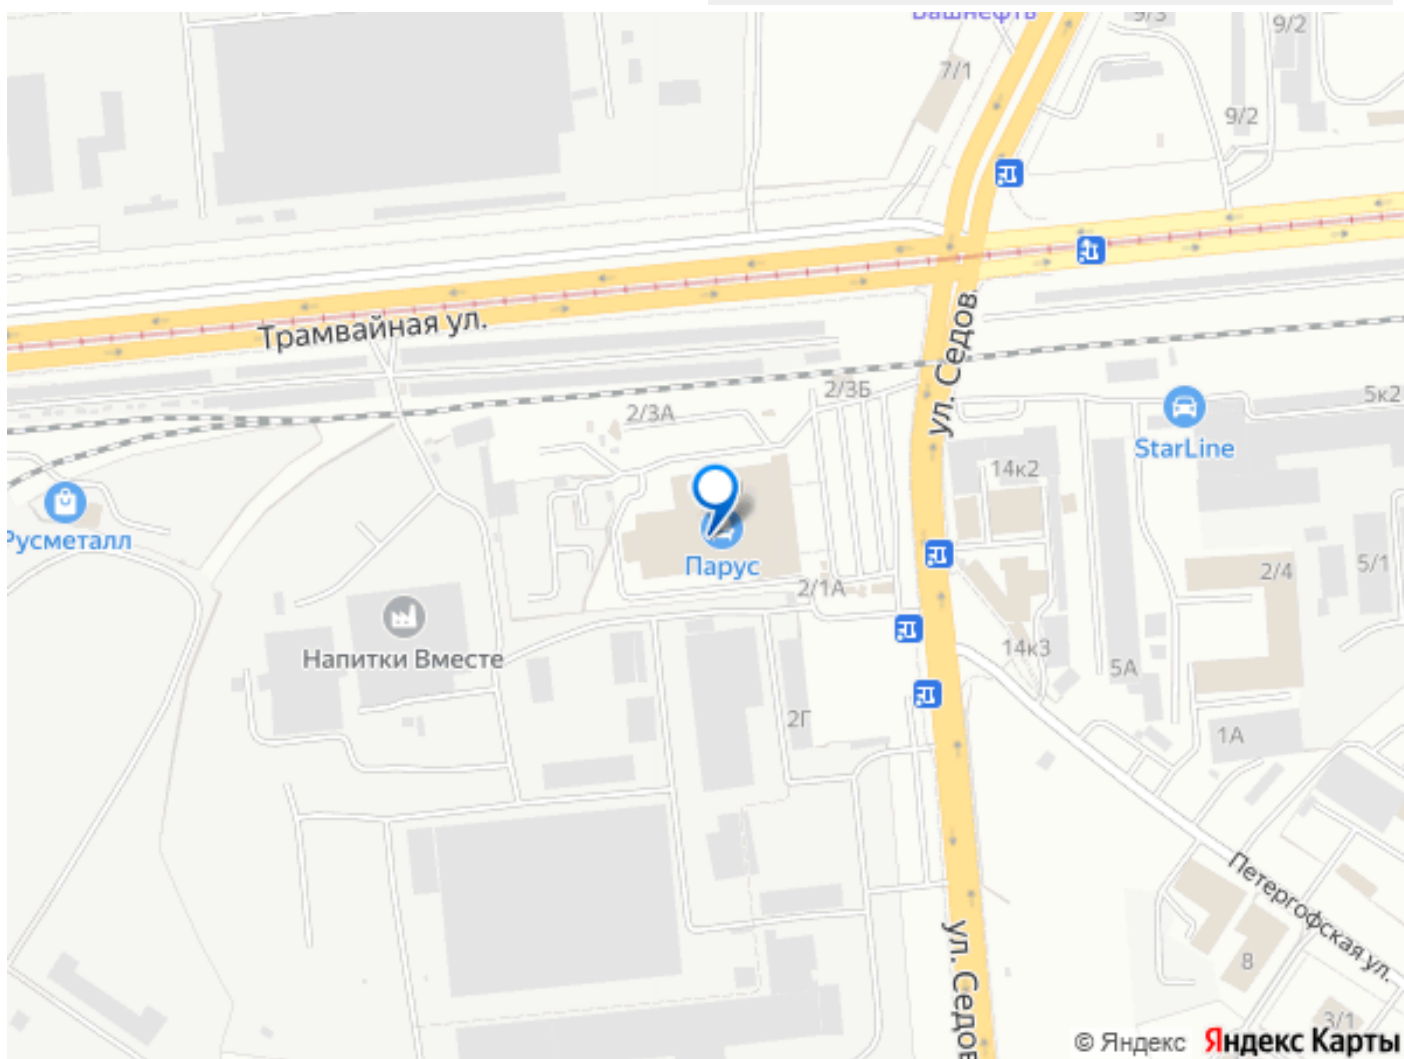 Башнефть
9/3
9/2
7/1
9/2
Трамвайная ул.
ул. Седов
2/3Б
2/3А
5к2
StarLine
14к2
Русметалл
Парус
2/1А
2/4
5/1
Напитки Вместе
14к3
5А
2Г
1А
Петергофская ул.
ул. Седов
8
3/1
© Яндекс Яндекс Карты